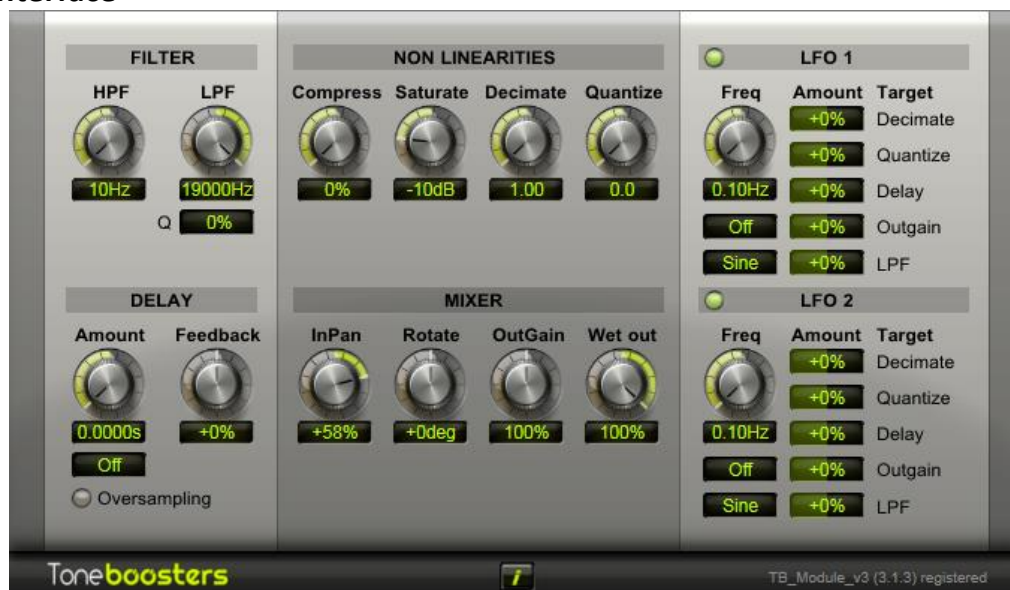 FILTER
HPF LPF
10Hz 19000Hz
Q 0%
NON LINEARITIES
Compress Saturate Decimate Quantize
0% -10dB 1.00 0.0
LFO 1
Freq Amount Target
+0% Decimate
+0% Quantize
0.10Hz +0% Delay
Off +0% Outgain
Sine +0% LPF
DELAY
Amount Feedback
0.0000s +0%
Off
Oversampling
MIXER
InPan Rotate OutGain Wet out
+58% +0deg 100% 100%
LFO 2
Freq Amount Target
+0% Decimate
+0% Quantize
0.10Hz +0% Delay
Off +0% Outgain
Sine +0% LPF
Toneboosters
i
TB_Module_v3 (3.1.3) registered